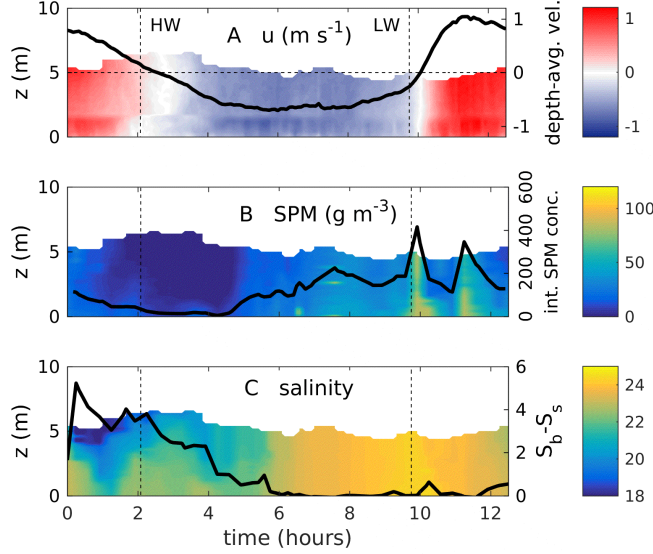 HW
LW
A u (m s⁻¹)
z (m)
10
5
0
1
0
-1
depth-avg. vel.
1
0
-1
B SPM (g m⁻³)
z (m)
10
5
0
600
400
200
0
int. SPM conc.
100
50
0
C salinity
z (m)
10
5
0
6
4
2
0
S_b-S_s
24
22
20
18
0 2 4 6 8 10 12
time (hours)